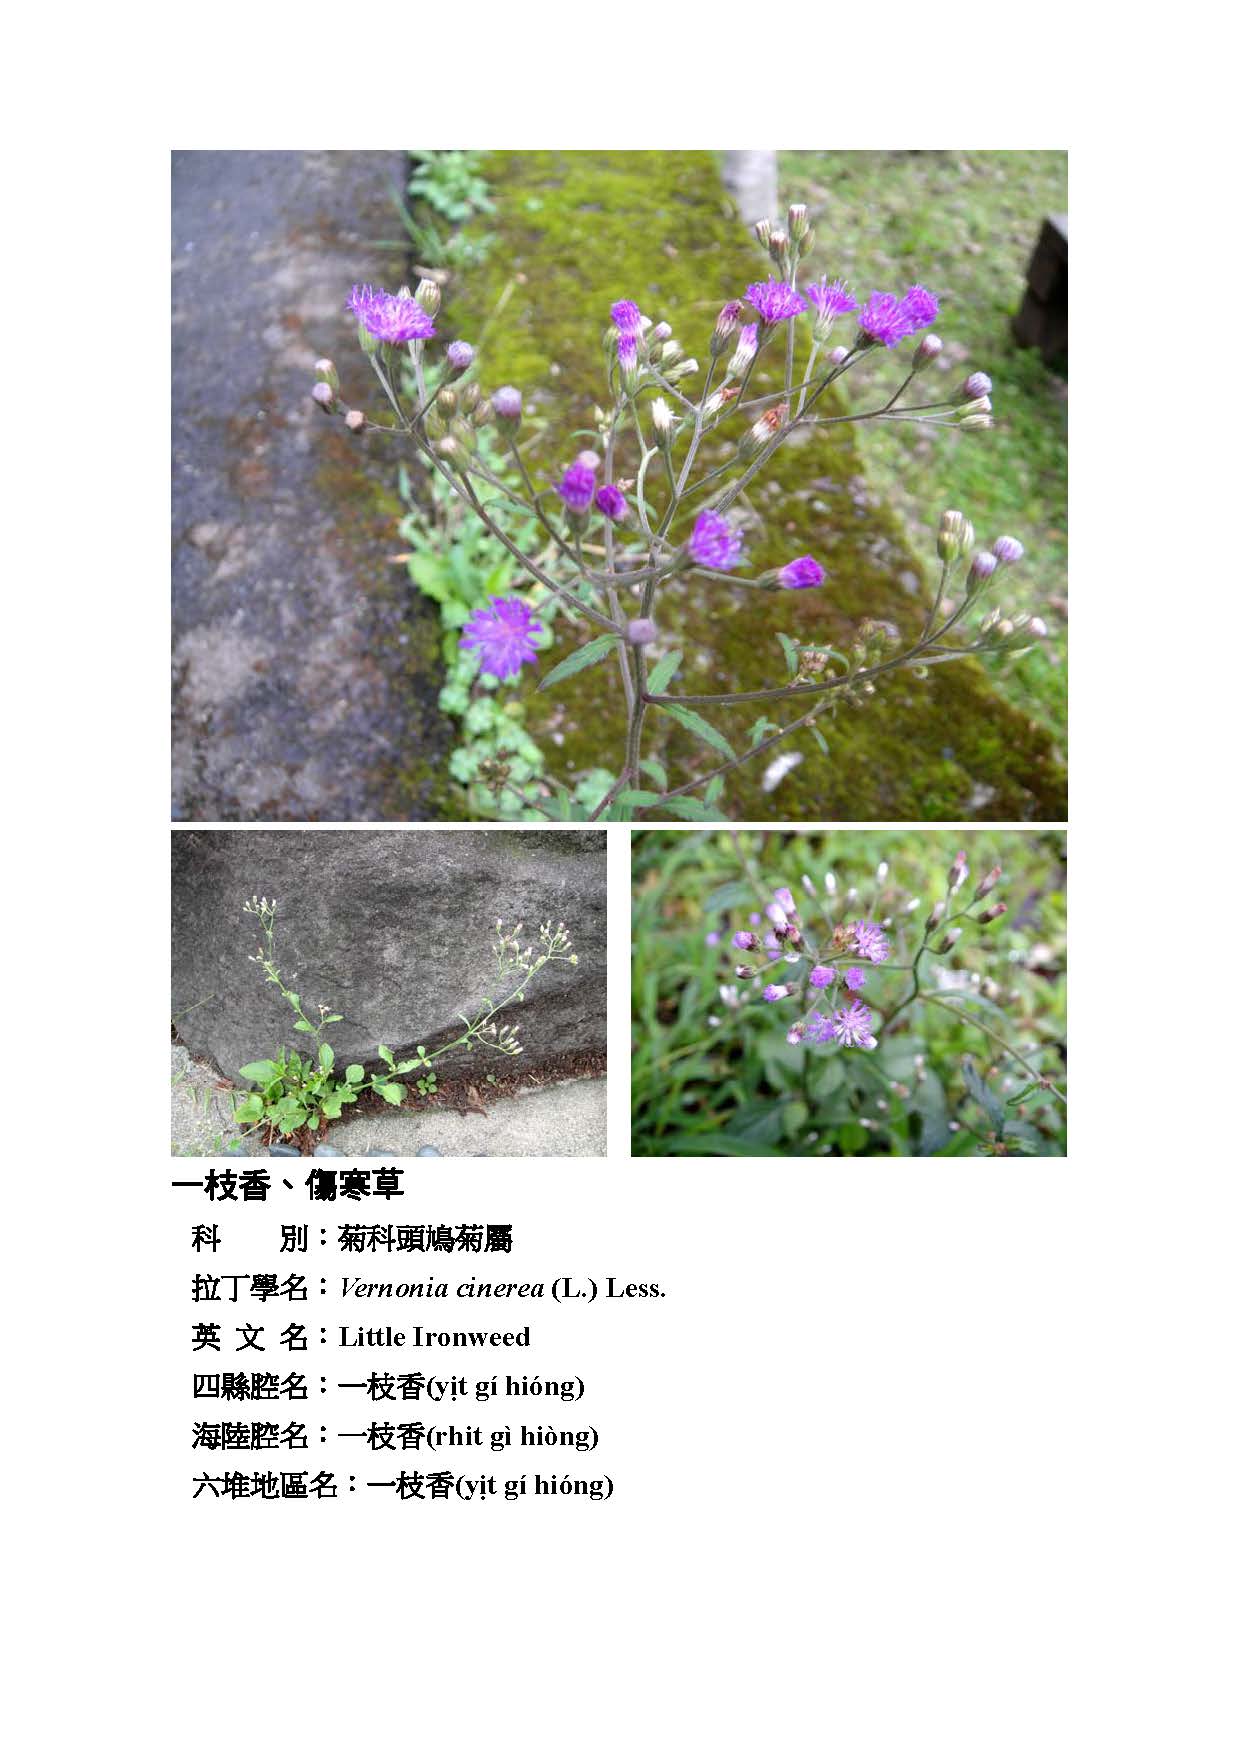 一枝香、傷寒草
科　　別：菊科頭鳩菊屬
拉丁學名：Vernonia cinerea (L.) Less.
英 文 名：Little Ironweed
四縣腔名：一枝香(yi̍t gí hióng)
海陸腔名：一枝香(rhit gì hiòng)
六堆地區名：一枝香(yi̍t gí hióng)